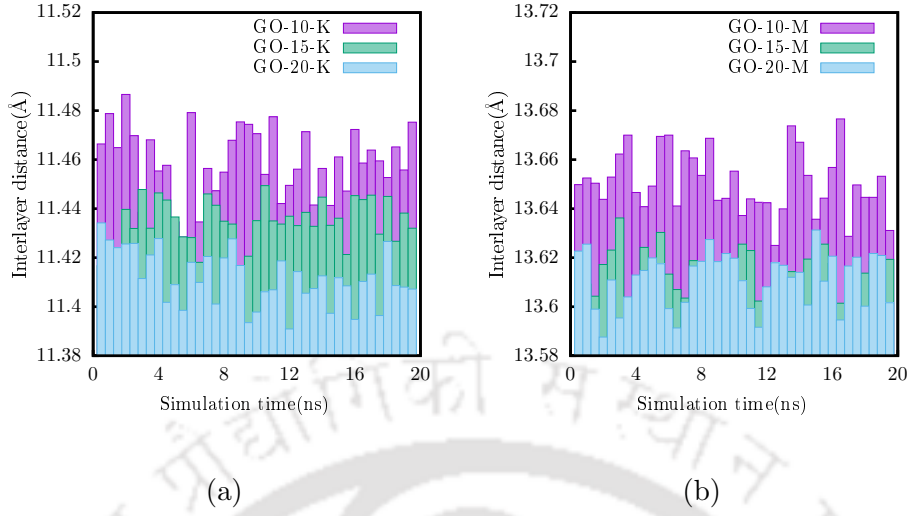 11.52
11.5
11.48
11.46
11.44
11.42
11.4
11.38
0 4 8 12 16 20
Interlayer distance(Å)
Simulation time(ns)
GO-10-K
GO-15-K
GO-20-K
(a)
13.72
13.7
13.68
13.66
13.64
13.62
13.6
13.58
0 4 8 12 16 20
Interlayer distance(Å)
Simulation time(ns)
GO-10-M
GO-15-M
GO-20-M
(b)